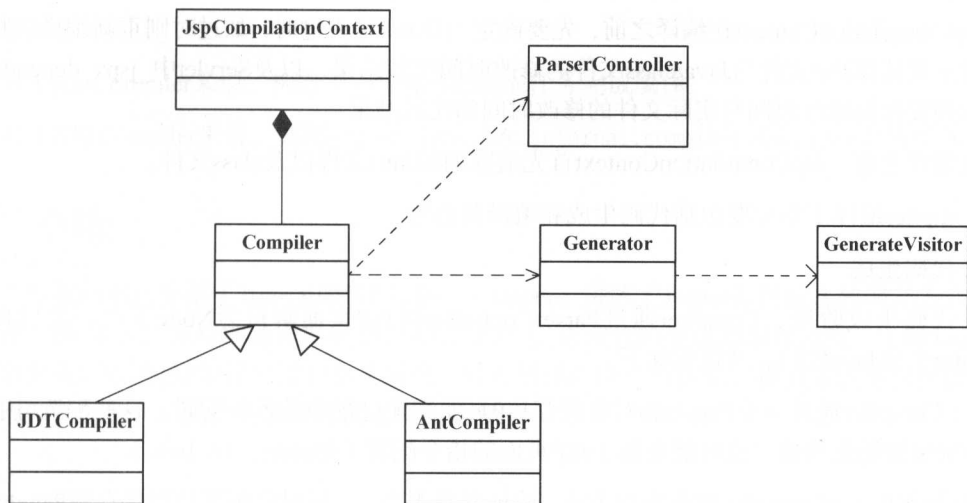 JspCompilationContext
ParserController
Compiler
Generator
GenerateVisitor
JDTCompiler
AntCompiler